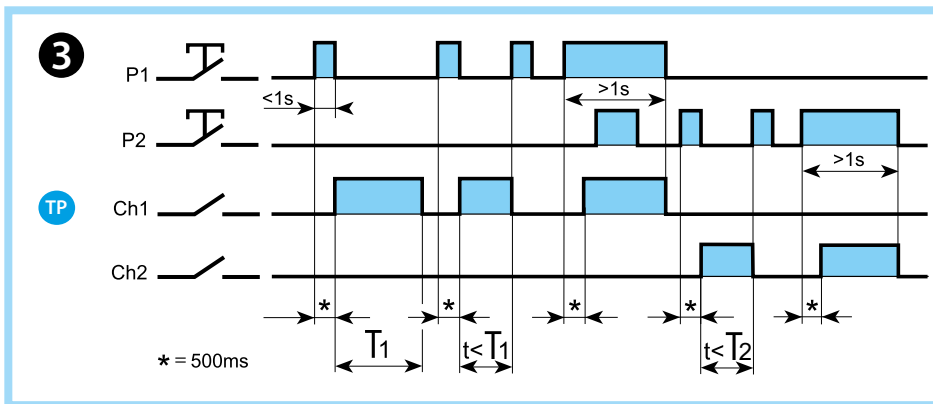 3
P1
<1s
>1s
P2
>1s
TP
Ch1
Ch2
* * * * *
T1 t<T1 t<T2
* = 500ms